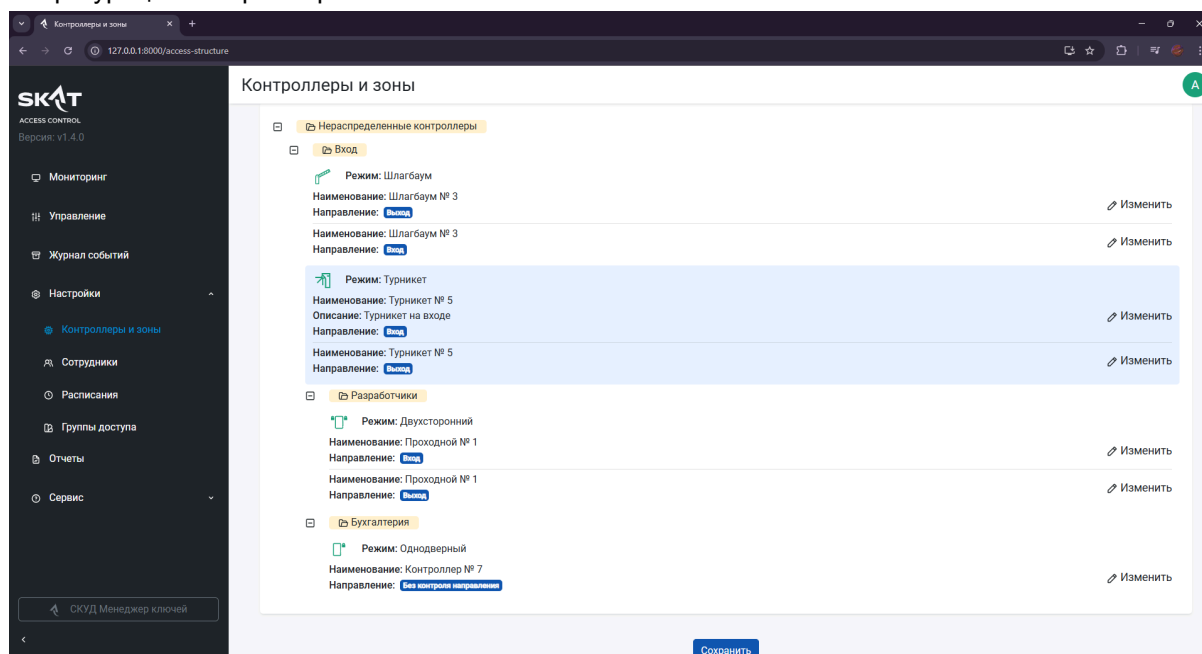 Контроллеры и зоны
127.0.0.1:8000/access-structure
SKAT
ACCESS CONTROL
Версия: v1.4.0
Мониторинг
Управление
Журнал событий
Настройки
Контроллеры и зоны
Сотрудники
Расписания
Группы доступа
Отчеты
Сервис
СКУД Менеджер ключей
Контроллеры и зоны
A
Нераспределенные контроллеры
Вход
Режим: Шлагбаум
Наименование: Шлагбаум № 3
Направление: Выход
Изменить
Наименование: Шлагбаум № 3
Направление: Вход
Изменить
Режим: Турникет
Наименование: Турникет № 5
Описание: Турникет на входе
Направление: Вход
Изменить
Наименование: Турникет № 5
Направление: Выход
Изменить
Разработчики
Режим: Двухсторонний
Наименование: Проходной № 1
Направление: Вход
Изменить
Наименование: Проходной № 1
Направление: Выход
Изменить
Бухгалтерия
Режим: Однодверный
Наименование: Контроллер № 7
Направление: Без контроля направления
Изменить
Сохранить